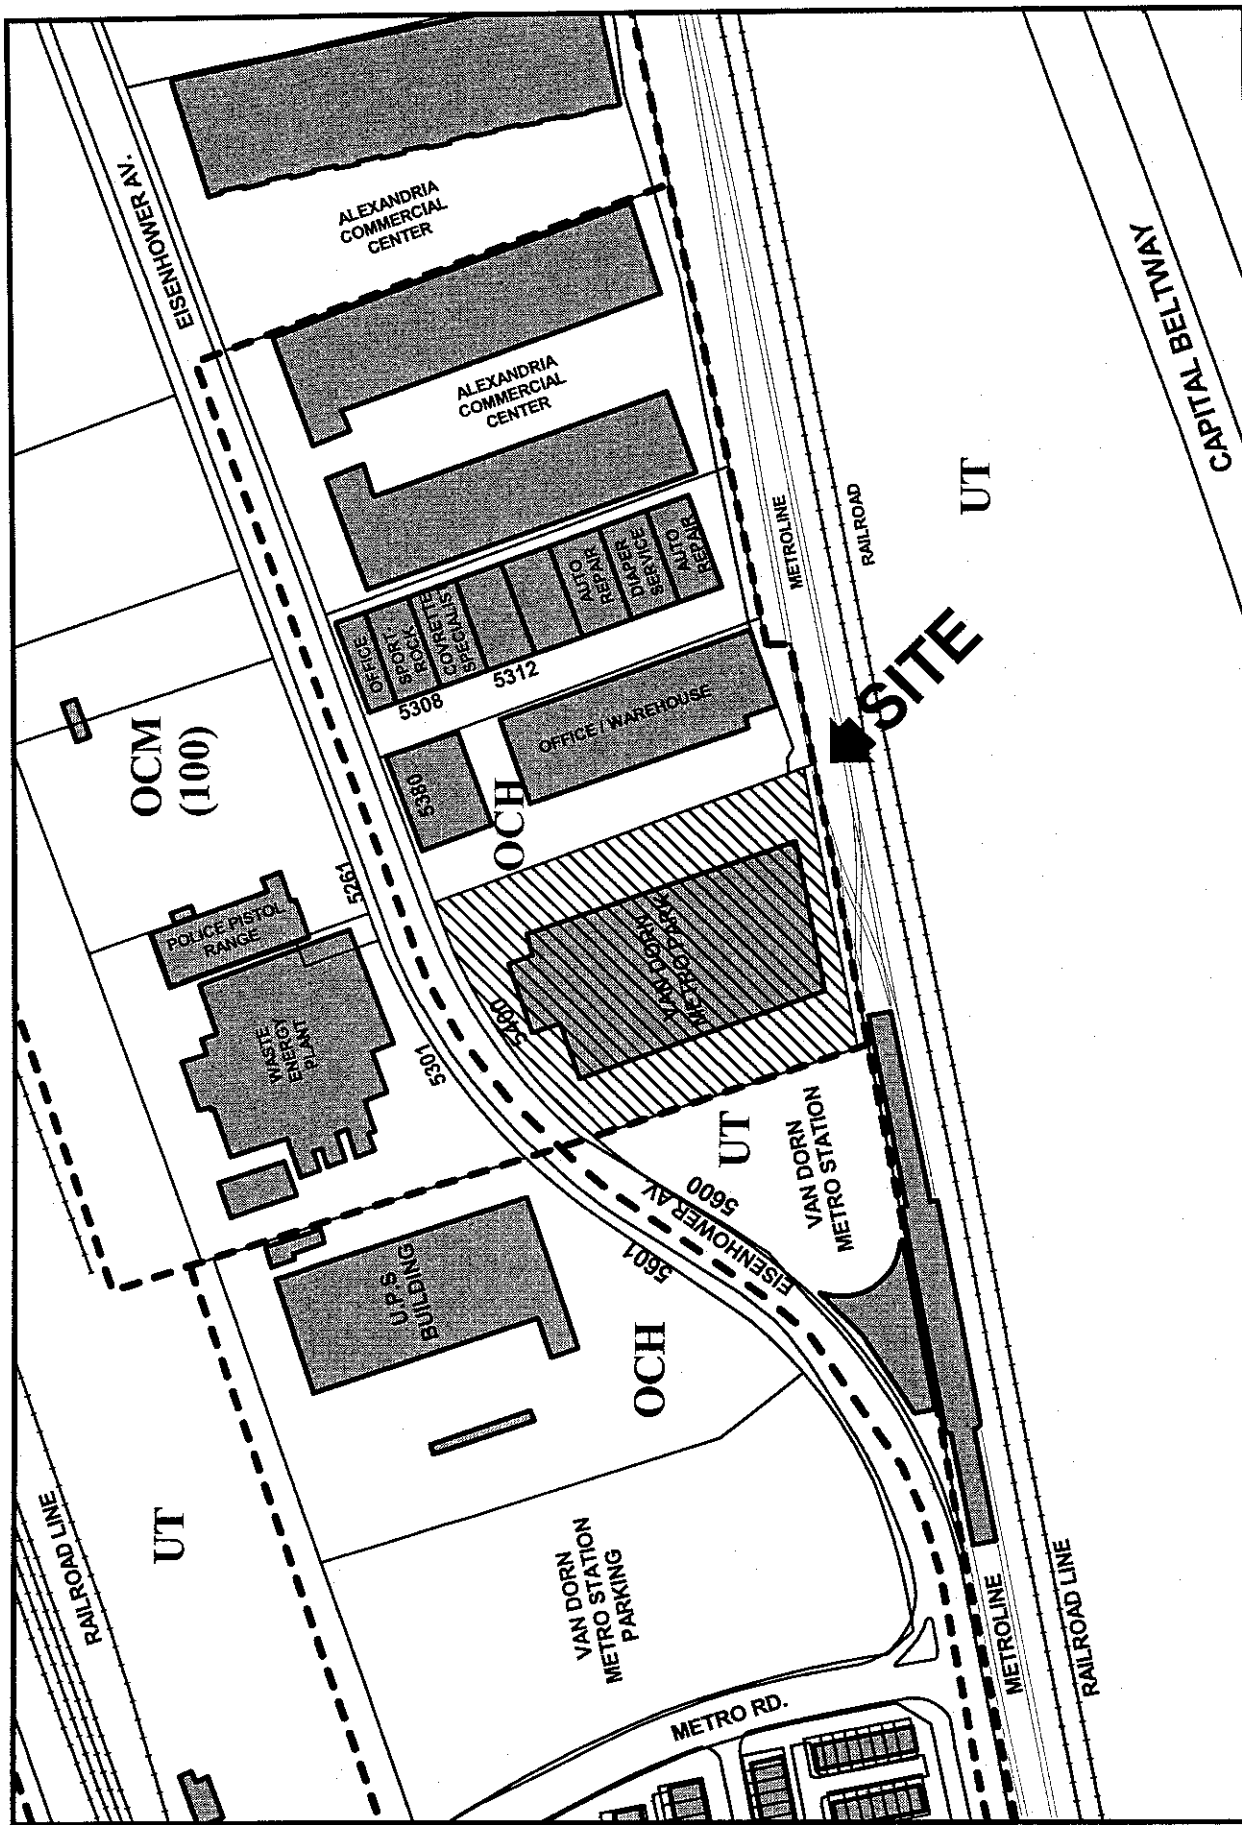 EISENHOWER AV.
ALEXANDRIA
COMMERCIAL
CENTER
ALEXANDRIA
COMMERCIAL
CENTER
CAPITAL BELTWAY
METROLINE
RAILROAD
UT
OFFICE
SPORT-
ROCK
COVRETTE
SPECIALIST
AUTO
REPAIR
DIAPER
SERVICE
AUTO
REPAIR
5308
5312
OFFICE / WAREHOUSE
5380
OCH
SITE
OCM
(100)
5261
POLICE PISTOL
RANGE
WASTE
ENERGY
PLANT
5301
5400
VAN DORN
METRO PARK
UT
VAN DORN
METRO STATION
5600
EISENHOWER AV.
5601
U.P.S
BUILDING
OCH
UT
RAILROAD LINE
VAN DORN
METRO STATION
PARKING
METRO RD.
METROLINE
RAILROAD LINE